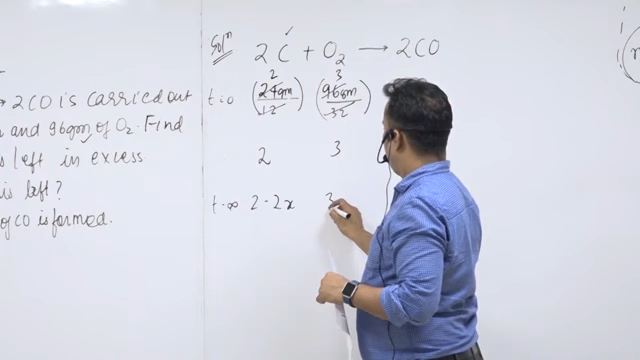 → 2CO is carried out
and 96gm of O₂. Find
left in excess
is left?
of CO is formed.
Solⁿ
2C + O₂ → 2CO
2 3
t=0 (24gm/12) (96gm/32)
2 3
t=∞ 2-2x 3